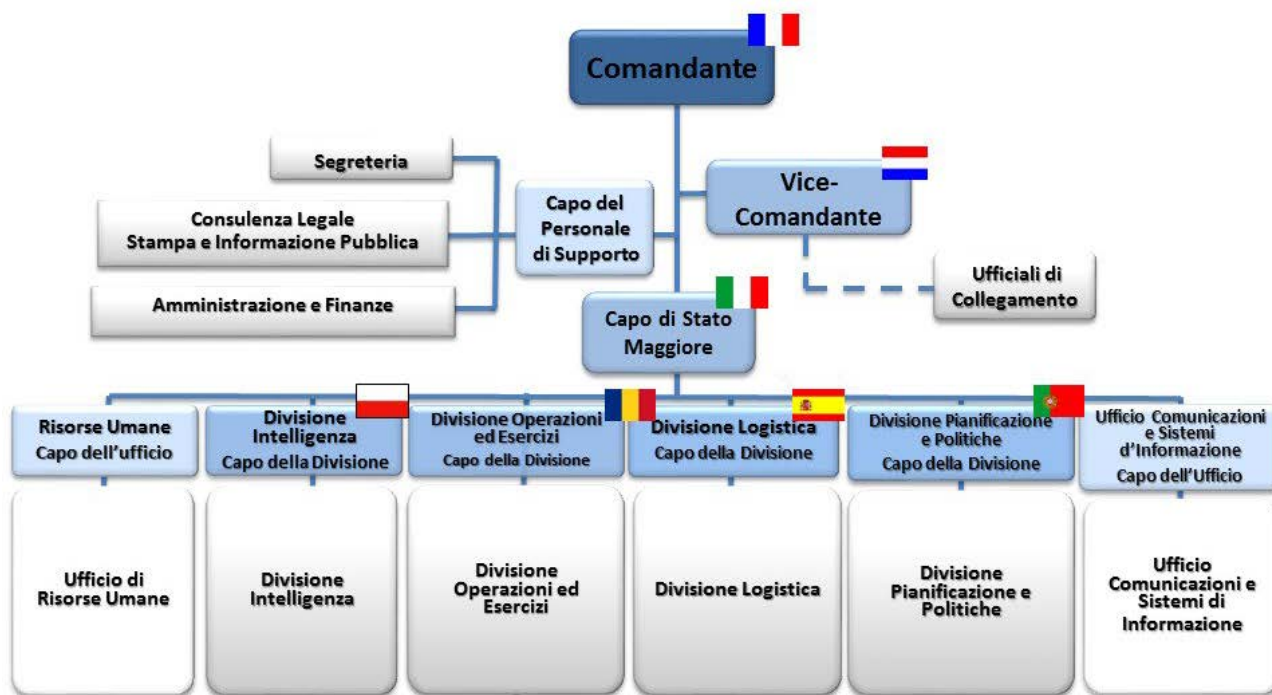 Comandante
Segreteria
Vice-
Comandante
Consulenza Legale
Stampa e Informazione Pubblica
Capo del
Personale
di Supporto
Ufficiali di
Collegamento
Amministrazione e Finanze
Capo di Stato
Maggiore
Risorse Umane
Capo dell'ufficio
Divisione
Intelligenza
Capo della Divisione
Divisione Operazioni
ed Esercizi
Capo della Divisione
Divisione Logistica
Capo della Divisione
Divisione Pianificazione
e Politiche
Capo della Divisione
Ufficio Comunicazioni
e Sistemi
d'Informazione
Capo dell'Ufficio
Ufficio di
Risorse Umane
Divisione
Intelligenza
Divisione
Operazioni ed
Esercizi
Divisione Logistica
Divisione
Pianificazione e
Politiche
Ufficio
Comunicazioni e
Sistemi di
Informazione